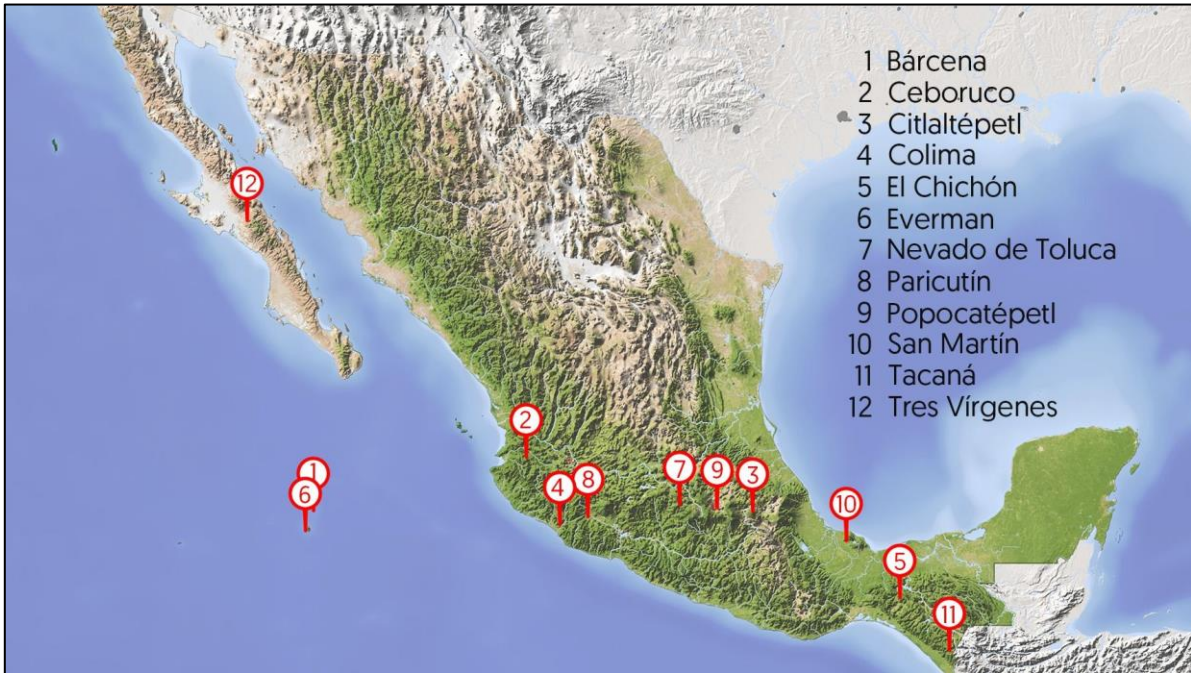 1 Bárcena
2 Ceboruco
3 Citlaltépetl
4 Colima
5 El Chichón
6 Everman
7 Nevado de Toluca
8 Paricutín
9 Popocatépetl
10 San Martín
11 Tacaná
12 Tres Vírgenes
12
2
1
6
4
8
7
9
3
10
5
11